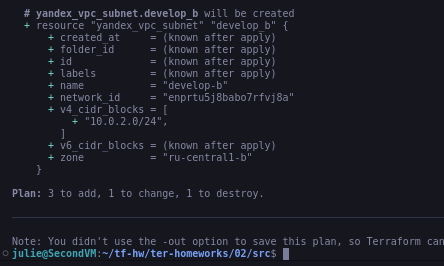 # yandex_vpc_subnet.develop_b will be created
+ resource "yandex_vpc_subnet" "develop_b" {
+ created_at = (known after apply)
+ folder_id = (known after apply)
+ id = (known after apply)
+ labels = (known after apply)
+ name = "develop-b"
+ network_id = "enprtu5j8babo7rfvj8a"
+ v4_cidr_blocks = [
+ "10.0.2.0/24",
]
+ v6_cidr_blocks = (known after apply)
+ zone = "ru-central1-b"
}
Plan: 3 to add, 1 to change, 1 to destroy.
Note: You didn't use the -out option to save this plan, so Terraform can
julie@SecondVM:~/tf-hw/ter-homeworks/02/src$